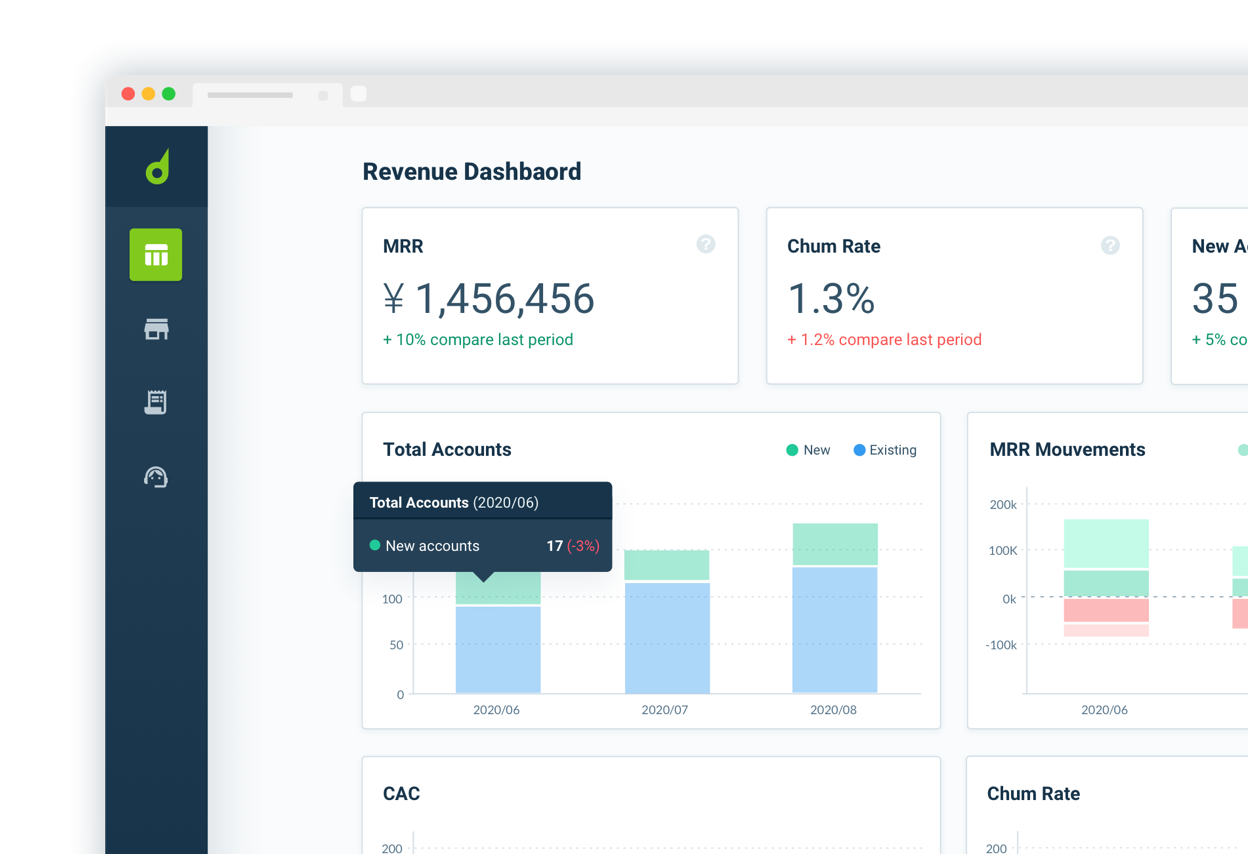 Revenue Dashbaord
MRR
?
¥ 1,456,456
+ 10% compare last period
Chum Rate
?
1.3%
+ 1.2% compare last period
New A
35
+ 5% co
Total Accounts
New
Existing
Total Accounts (2020/06)
New accounts 17 (-3%)
100
50
0
2020/06
2020/07
2020/08
MRR Mouvements
200k
100K
0k
-100k
2020/06
CAC
200
Chum Rate
200